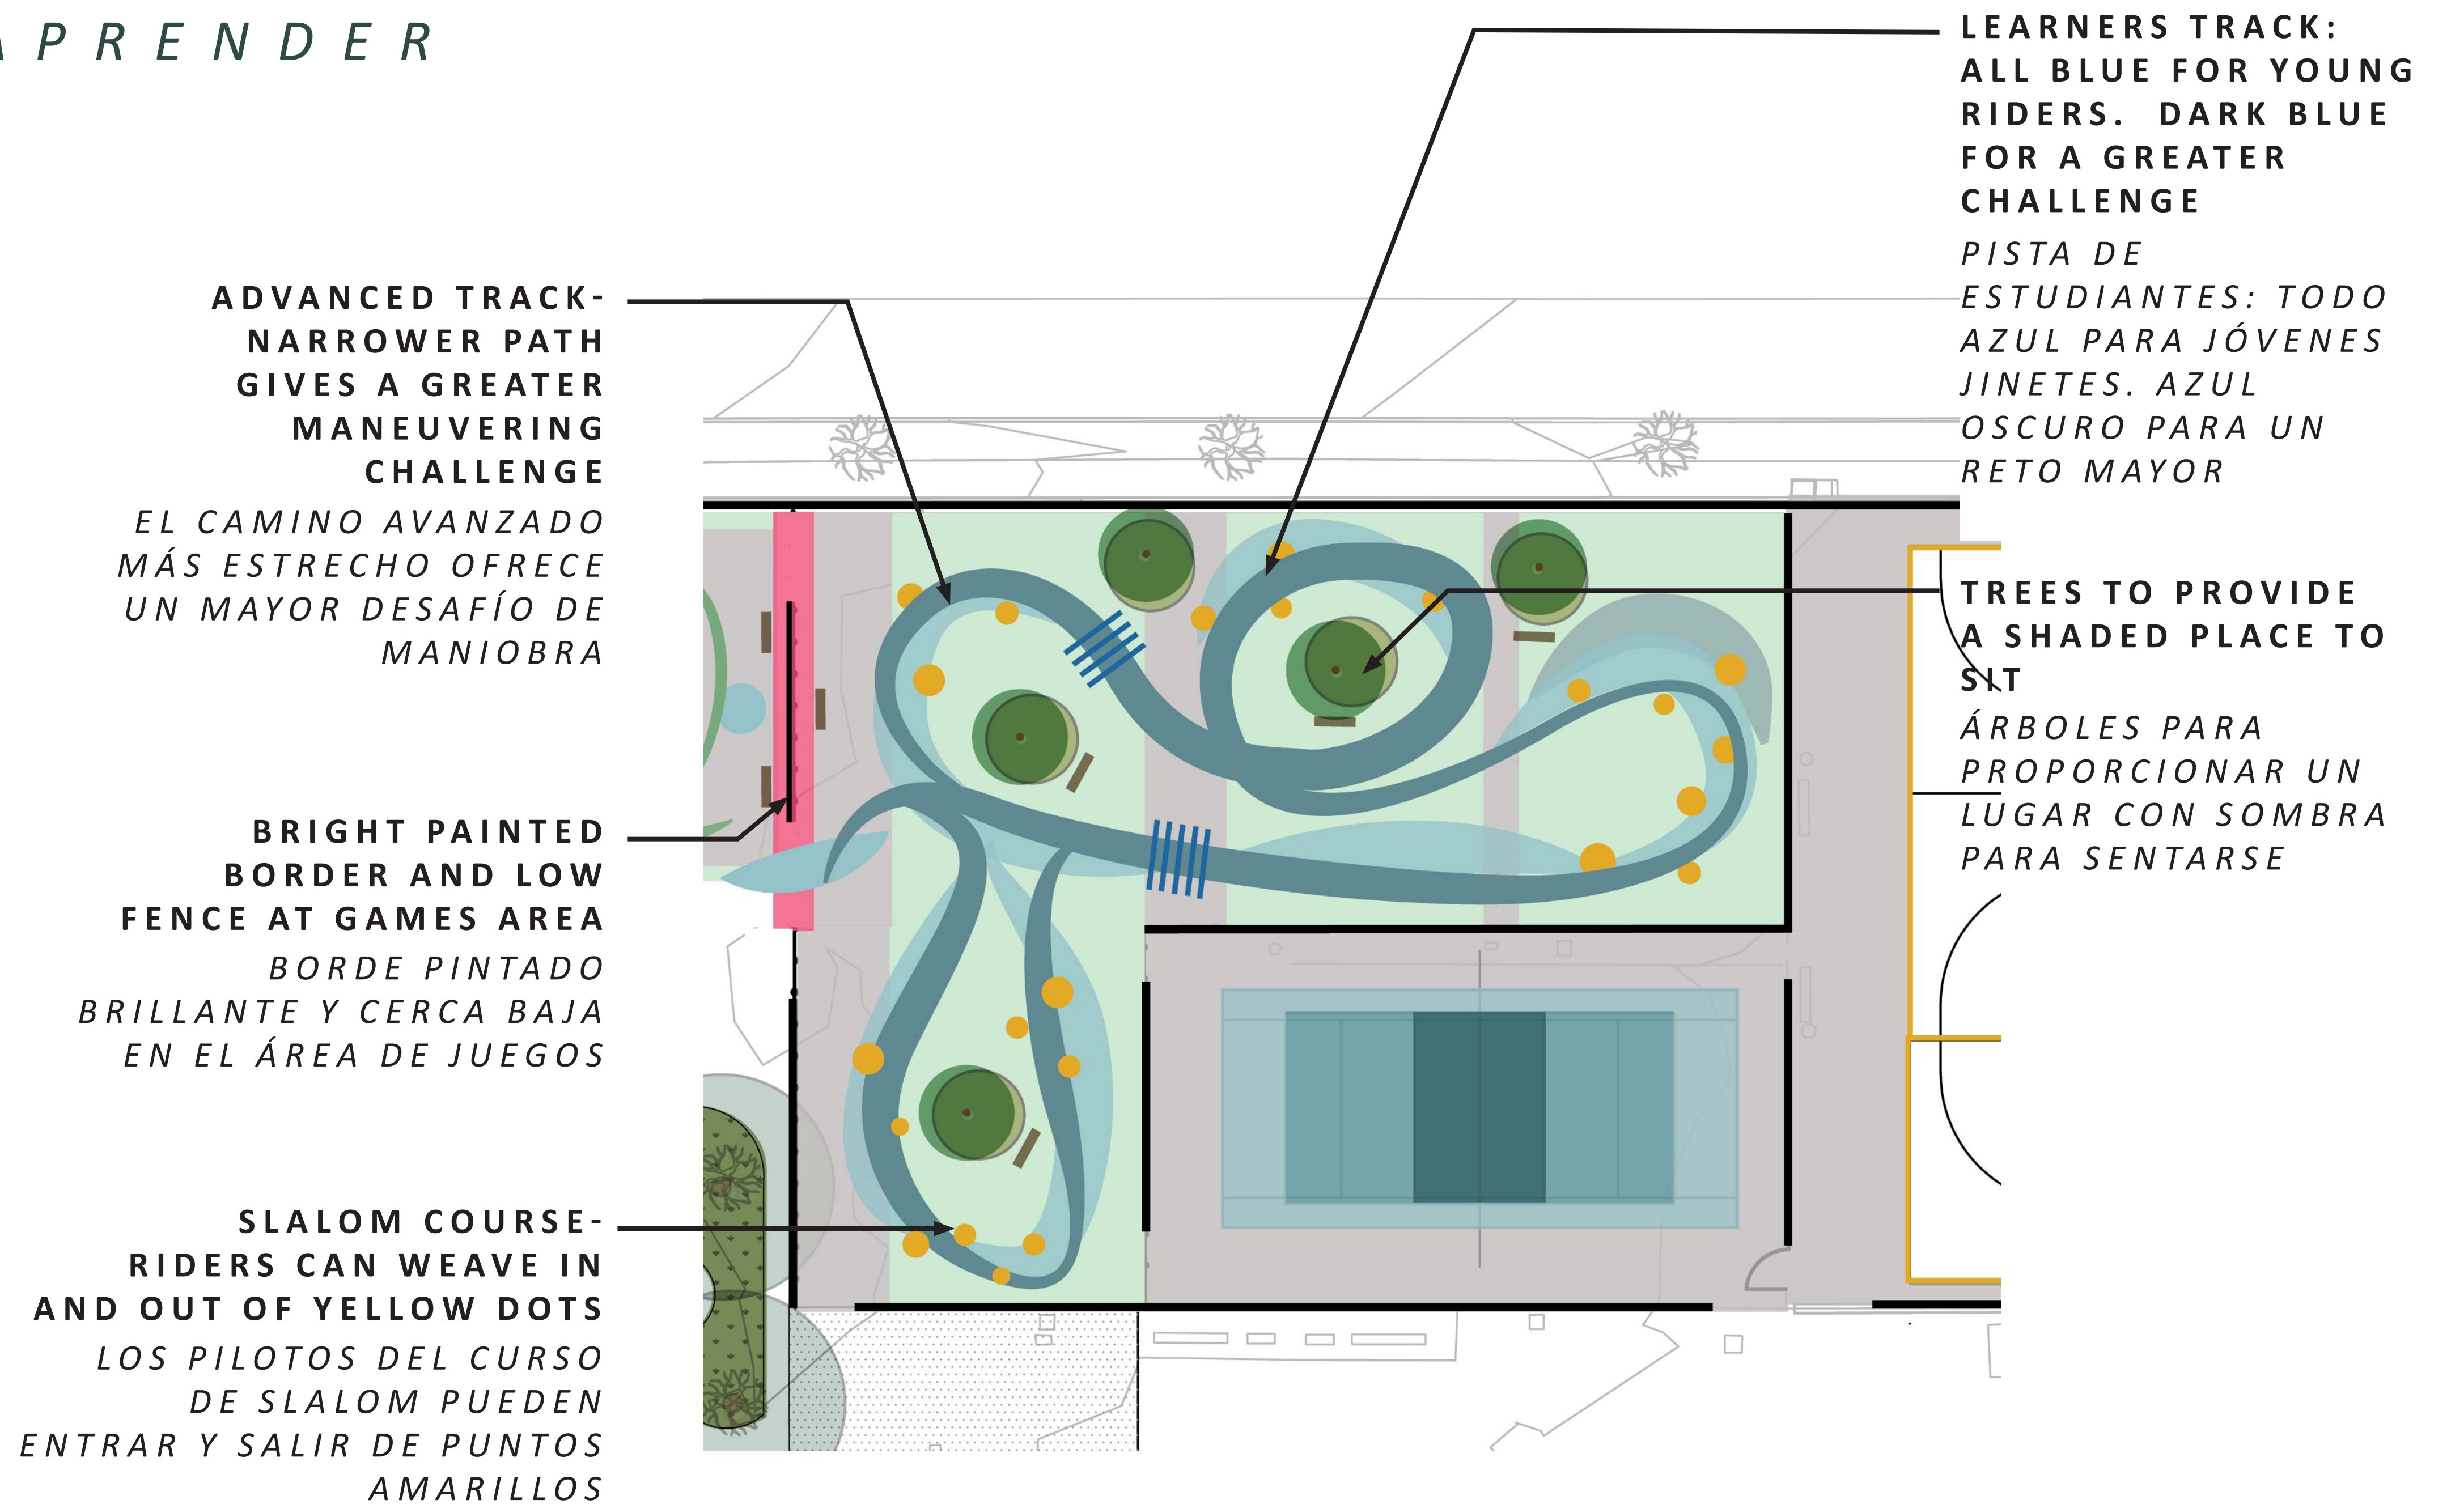 APRENDER
ADVANCED TRACK-
NARROWER PATH
GIVES A GREATER
MANEUVERING
CHALLENGE
EL CAMINO AVANZADO
MÁS ESTRECHO OFRECE
UN MAYOR DESAFÍO DE
MANIOBRA
BRIGHT PAINTED
BORDER AND LOW
FENCE AT GAMES AREA
BORDE PINTADO
BRILLANTE Y CERCA BAJA
EN EL ÁREA DE JUEGOS
SLALOM COURSE-
RIDERS CAN WEAVE IN
AND OUT OF YELLOW DOTS
LOS PILOTOS DEL CURSO
DE SLALOM PUEDEN
ENTRAR Y SALIR DE PUNTOS
AMARILLOS
LEARNERS TRACK:
ALL BLUE FOR YOUNG
RIDERS. DARK BLUE
FOR A GREATER
CHALLENGE
PISTA DE
ESTUDIANTES: TODO
AZUL PARA JÓVENES
JINETES. AZUL
OSCURO PARA UN
RETO MAYOR
TREES TO PROVIDE
A SHADED PLACE TO
SIT
ÁRBOLES PARA
PROPORCIONAR UN
LUGAR CON SOMBRA
PARA SENTARSE